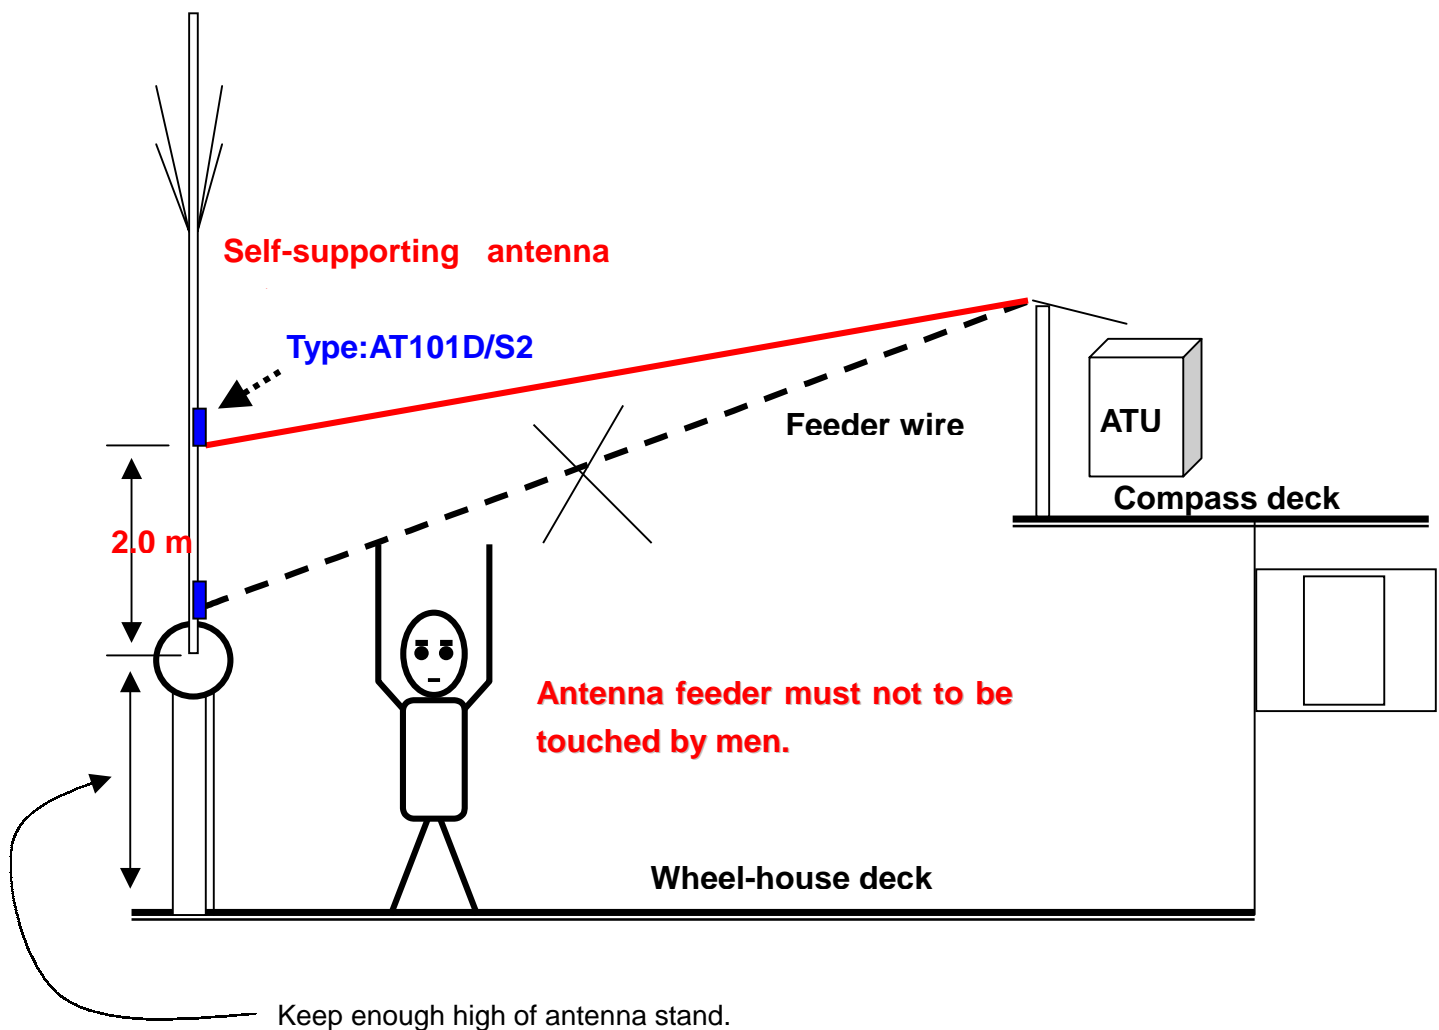 Self-supporting antenna
Type:AT101D/S2
Feeder wire
ATU
Compass deck
2.0 m
Antenna feeder must not to be
touched by men.
Wheel-house deck
Keep enough high of antenna stand.